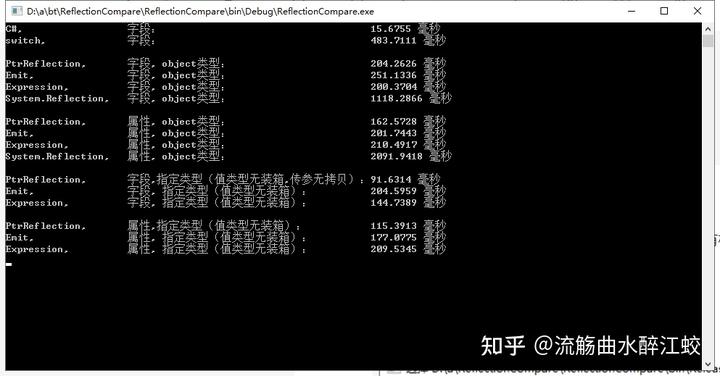 D:\a\bt\ReflectionCompare\ReflectionCompare\bin\Debug\ReflectionCompare.exe
C#, 字段: 15.6755 毫秒
switch, 字段: 483.7111 毫秒
PtrReflection, 字段, object类型: 204.2626 毫秒
Emit, 字段, object类型: 251.1336 毫秒
Expression, 字段, object类型: 200.3704 毫秒
System.Reflection, 字段, object类型: 1118.2866 毫秒
PtrReflection, 属性, object类型: 162.5728 毫秒
Emit, 属性, object类型: 201.7443 毫秒
Expression, 属性, object类型: 210.4917 毫秒
System.Reflection, 属性, object类型: 2091.9418 毫秒
PtrReflection, 字段,指定类型（值类型无装箱,传参无拷贝）: 91.6314 毫秒
Emit, 字段, 指定类型（值类型无装箱）: 204.5959 毫秒
Expression, 字段, 指定类型（值类型无装箱）: 144.7389 毫秒
PtrReflection, 属性,指定类型（值类型无装箱）: 115.3913 毫秒
Emit, 属性, 指定类型（值类型无装箱）: 177.0775 毫秒
Expression, 属性, 指定类型（值类型无装箱）: 209.5345 毫秒
知乎 @流觞曲水醉江蛟